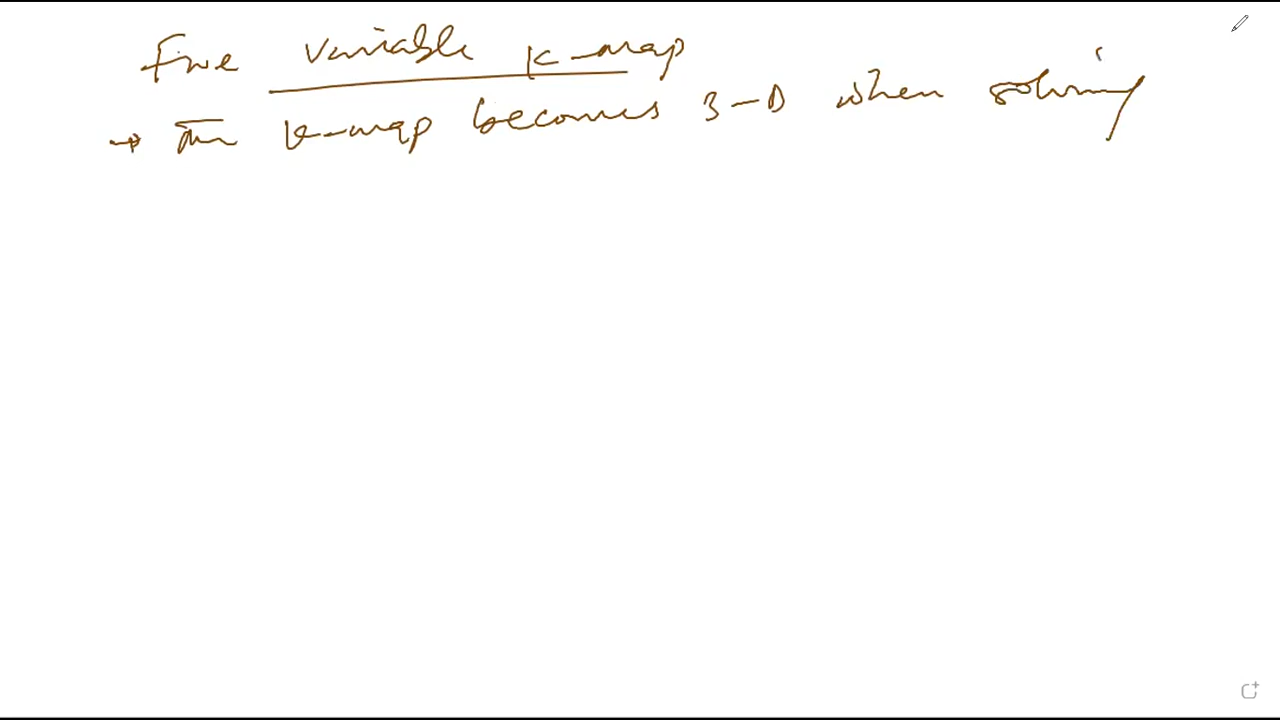 Five variable K-map
→ The K-map becomes 3-D when solving